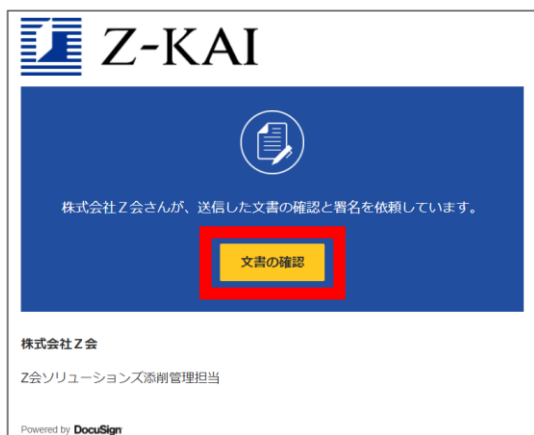 Z-KAI
株式会社Ｚ会さんが、送信した文書の確認と署名を依頼しています。
文書の確認
株式会社Ｚ会
Z会ソリューションズ添削管理担当
Powered by DocuSign